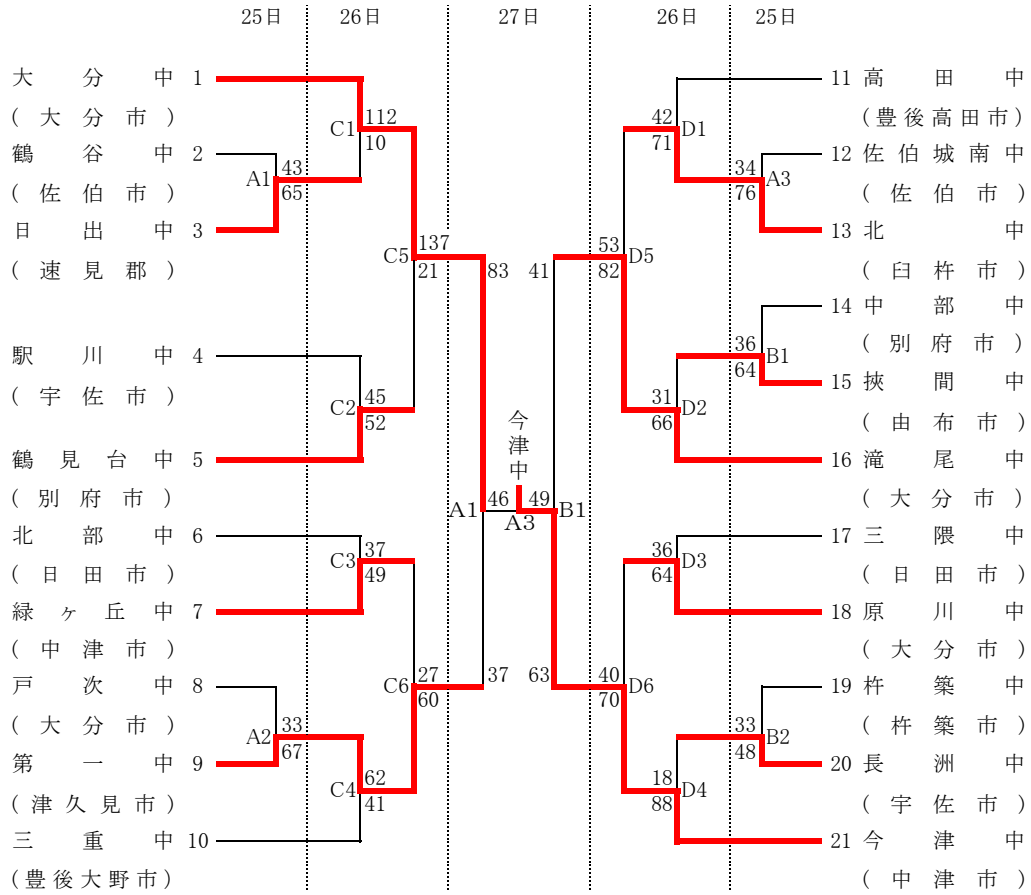 25日 26日 27日 26日 25日
大分中 1
(大分市)
鶴谷中 2
(佐伯市)
日出中 3
(速見郡)
駅川中 4
(宇佐市)
鶴見台中 5
(別府市)
北部中 6
(日田市)
緑ヶ丘中 7
(中津市)
戸次中 8
(大分市)
第一中 9
(津久見市)
三重中 10
(豊後大野市)
A1
43
65
A2
33
67
C1
112
10
C2
45
52
C3
37
49
C4
62
41
C5
137
21
C6
27
60
83
A1
37
今津中
46
A3
49
41
B1
63
53
D5
82
40
D6
70
42
D1
71
31
D2
66
36
D3
64
18
D4
88
34
A3
76
36
B1
64
33
B2
48
11 高田中
(豊後高田市)
12 佐伯城南中
(佐伯市)
13 北中
(臼杵市)
14 中部中
(別府市)
15 挾間中
(由布市)
16 滝尾中
(大分市)
17 三隈中
(日田市)
18 原川中
(大分市)
19 杵築中
(杵築市)
20 長洲中
(宇佐市)
21 今津中
(中津市)